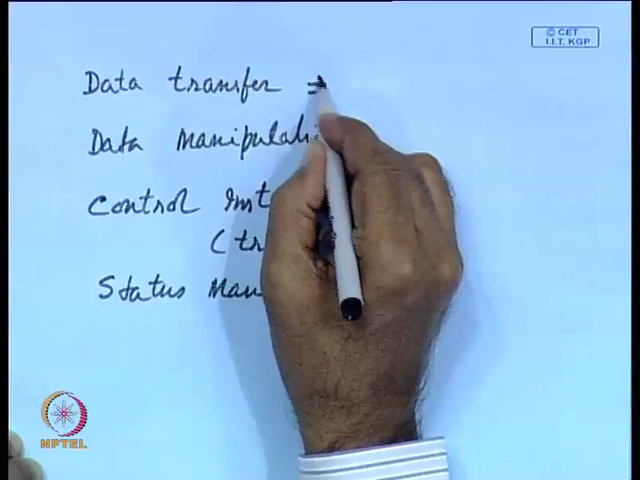 © CET
I.I.T. KGP
Data transfer =
Data Manipulati
Control Inst
(tr
Status Man
NPTEL